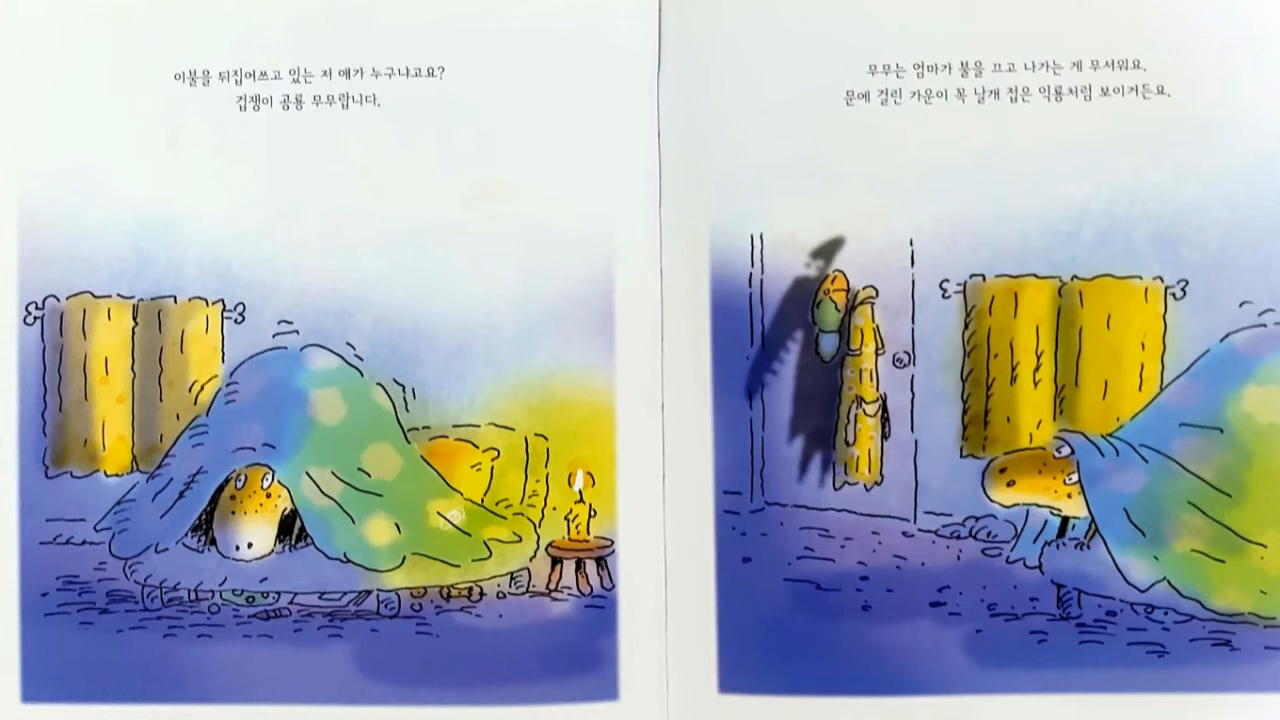 이불을 뒤집어쓰고 있는 저 애가 누구냐고요?
겁쟁이 공룡 무무랍니다.
무무는 엄마가 불을 끄고 나가는 게 무서워요.
문에 걸린 가운이 꼭 날개 접은 익룡처럼 보이거든요.